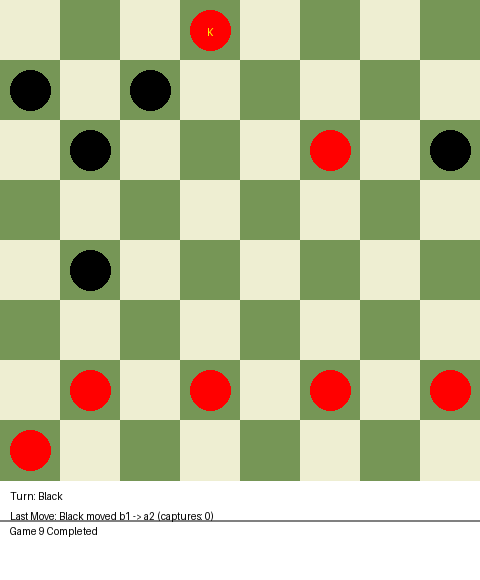 K
Turn: Black
Last Move: Black moved b1 -> a2 (captures: 0)
Game 9 Completed